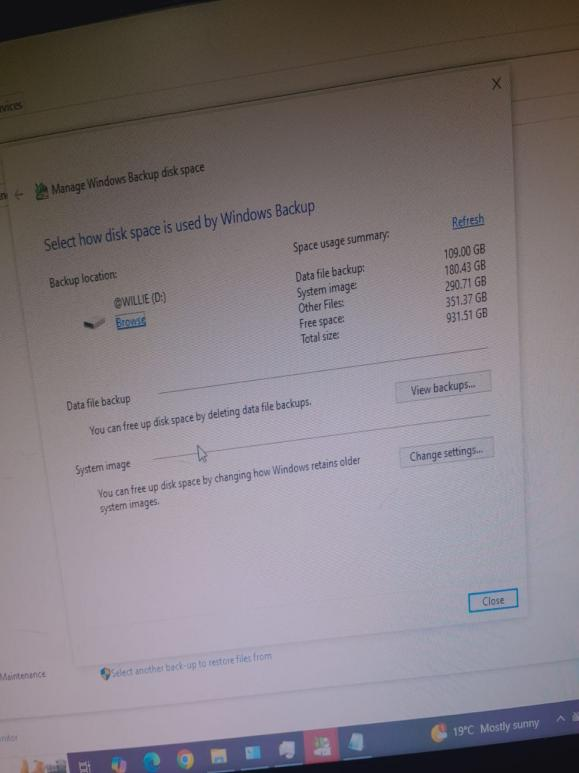 Manage Windows Backup disk space
Select how disk space is used by Windows Backup
Backup location:
@WILLIE (D:)
Browse
Space usage summary:
Refresh
Data file backup: 109.00 GB
System image: 180.43 GB
Other Files: 290.71 GB
Free space: 351.37 GB
Total size: 931.51 GB
Data file backup
You can free up disk space by deleting data file backups.
View backups...
System image
You can free up disk space by changing how Windows retains older
system images.
Change settings...
Close
Maintenance
Select another back-up to restore files from
19°C Mostly sunny